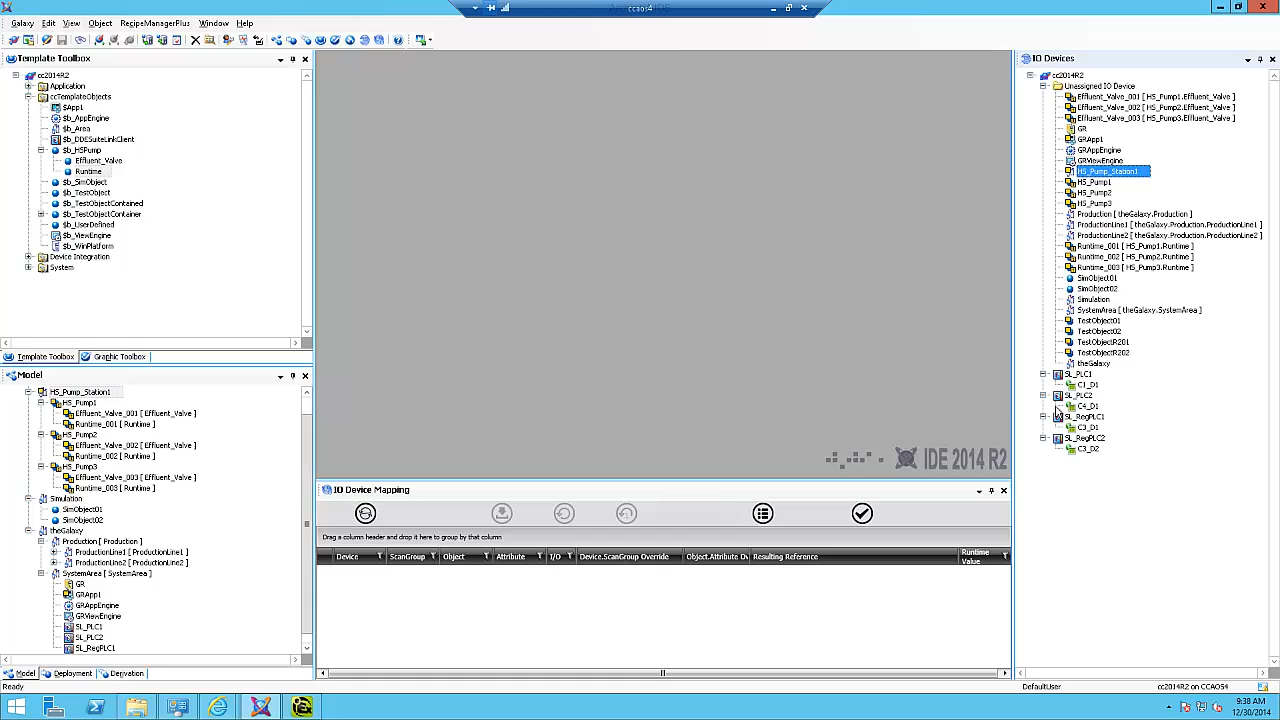 ccaos4
Galaxy Edit View Object RecipeManagerPlus Window Help
Template Toolbox
cc2014R2
Application
ccTemplateObjects
$App1
$b_AppEngine
$b_Area
$b_DDESuiteLinkClient
$b_HSPump
Effluent_Valve
Runtime
$b_SimObject
$b_TestObject
$b_TestObjectContained
$b_TestObjectContainer
$b_UserDefined
$b_ViewEngine
$b_WinPlatform
Device Integration
System
Template Toolbox Graphic Toolbox
Model
HS_Pump_Station1
HS_Pump1
Effluent_Valve_001 [ Effluent_Valve ]
Runtime_001 [ Runtime ]
HS_Pump2
Effluent_Valve_002 [ Effluent_Valve ]
Runtime_002 [ Runtime ]
HS_Pump3
Effluent_Valve_003 [ Effluent_Valve ]
Runtime_003 [ Runtime ]
Simulation
SimObject01
SimObject02
theGalaxy
Production [ Production ]
ProductionLine1 [ ProductionLine1 ]
ProductionLine2 [ ProductionLine2 ]
SystemArea [ SystemArea ]
GR
GRApp1
GRAppEngine
GRViewEngine
SL_PLC1
SL_PLC2
SL_RegPLC1
Model Deployment Derivation
Ready
IDE 2014 R2
IO Device Mapping
Drag a column header and drop it here to group by that column
Device ScanGroup Object Attribute I/O Device.ScanGroup Override Object.Attribute Ov Resulting Reference Runtime Value
IO Devices
cc2014R2
Unassigned IO Device
Effluent_Valve_001 [ HS_Pump1.Effluent_Valve ]
Effluent_Valve_002 [ HS_Pump2.Effluent_Valve ]
Effluent_Valve_003 [ HS_Pump3.Effluent_Valve ]
GR
GRApp1
GRAppEngine
GRViewEngine
HS_Pump_Station1
HS_Pump1
HS_Pump2
HS_Pump3
Production [ theGalaxy.Production ]
ProductionLine1 [ theGalaxy.Production.ProductionLine1 ]
ProductionLine2 [ theGalaxy.Production.ProductionLine2 ]
Runtime_001 [ HS_Pump1.Runtime ]
Runtime_002 [ HS_Pump2.Runtime ]
Runtime_003 [ HS_Pump3.Runtime ]
SimObject01
SimObject02
Simulation
SystemArea [ theGalaxy.SystemArea ]
TestObject01
TestObject02
TestObjectR201
TestObjectR202
theGalaxy
SL_PLC1
C1_D1
SL_PLC2
C4_D1
SL_RegPLC1
C3_D1
SL_RegPLC2
C3_D2
DefaultUser cc2014R2 on CCAOS4
9:38 AM
12/30/2014